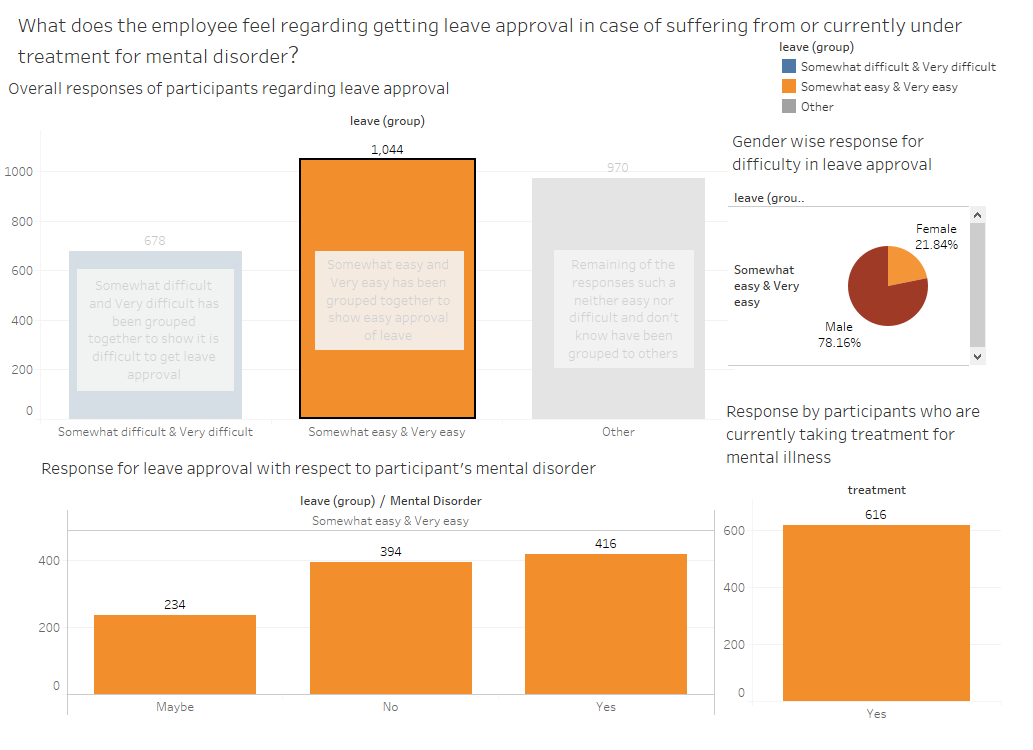 What does the employee feel regarding getting leave approval in case of suffering from or currently under
treatment for mental disorder?
leave (group)
Somewhat difficult & Very difficult
Somewhat easy & Very easy
Other
Overall responses of participants regarding leave approval
leave (group)
1,044
970
678
1000
800
600
400
200
0
Somewhat difficult
and Very difficult has
been grouped
together to show it is
difficult to get leave
approval
Somewhat easy and
Very easy has been
grouped together to
show easy approval
of leave
Remaining of the
responses such a
neither easy nor
difficult and don't
know have been
grouped to others
Somewhat difficult & Very difficult
Somewhat easy & Very easy
Other
Gender wise response for
difficulty in leave approval
leave (grou..
Somewhat
easy & Very
easy
Female
21.84%
Male
78.16%
Response for leave approval with respect to participant's mental disorder
leave (group) / Mental Disorder
Somewhat easy & Very easy
400
200
0
234
394
416
Maybe
No
Yes
Response by participants who are
currently taking treatment for
mental illness
treatment
616
600
400
200
0
Yes